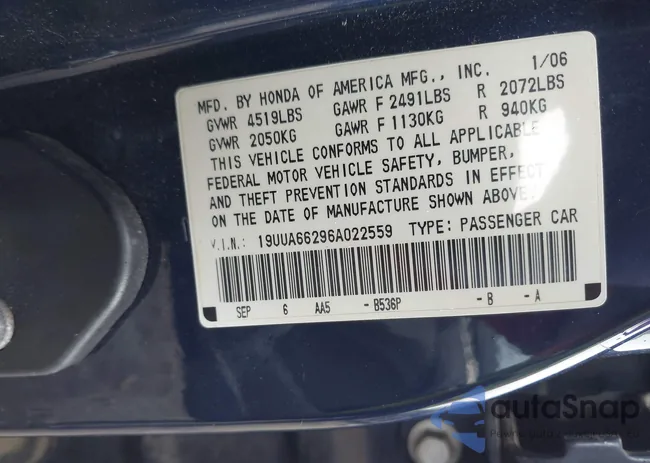 MFD. BY HONDA OF AMERICA MFG., INC. 1/06
GVWR 4519LBS GAWR F 2491LBS R 2072LBS
GVWR 2050KG GAWR F 1130KG R 940KG
THIS VEHICLE CONFORMS TO ALL APPLICABLE
FEDERAL MOTOR VEHICLE SAFETY, BUMPER,
AND THEFT PREVENTION STANDARDS IN EFFECT
ON THE DATE OF MANUFACTURE SHOWN ABOVE.
V.I.N.: 19UUA66296A022559 TYPE: PASSENGER CAR
SEP 6 AA5 - B536P - B - A
autaSnap